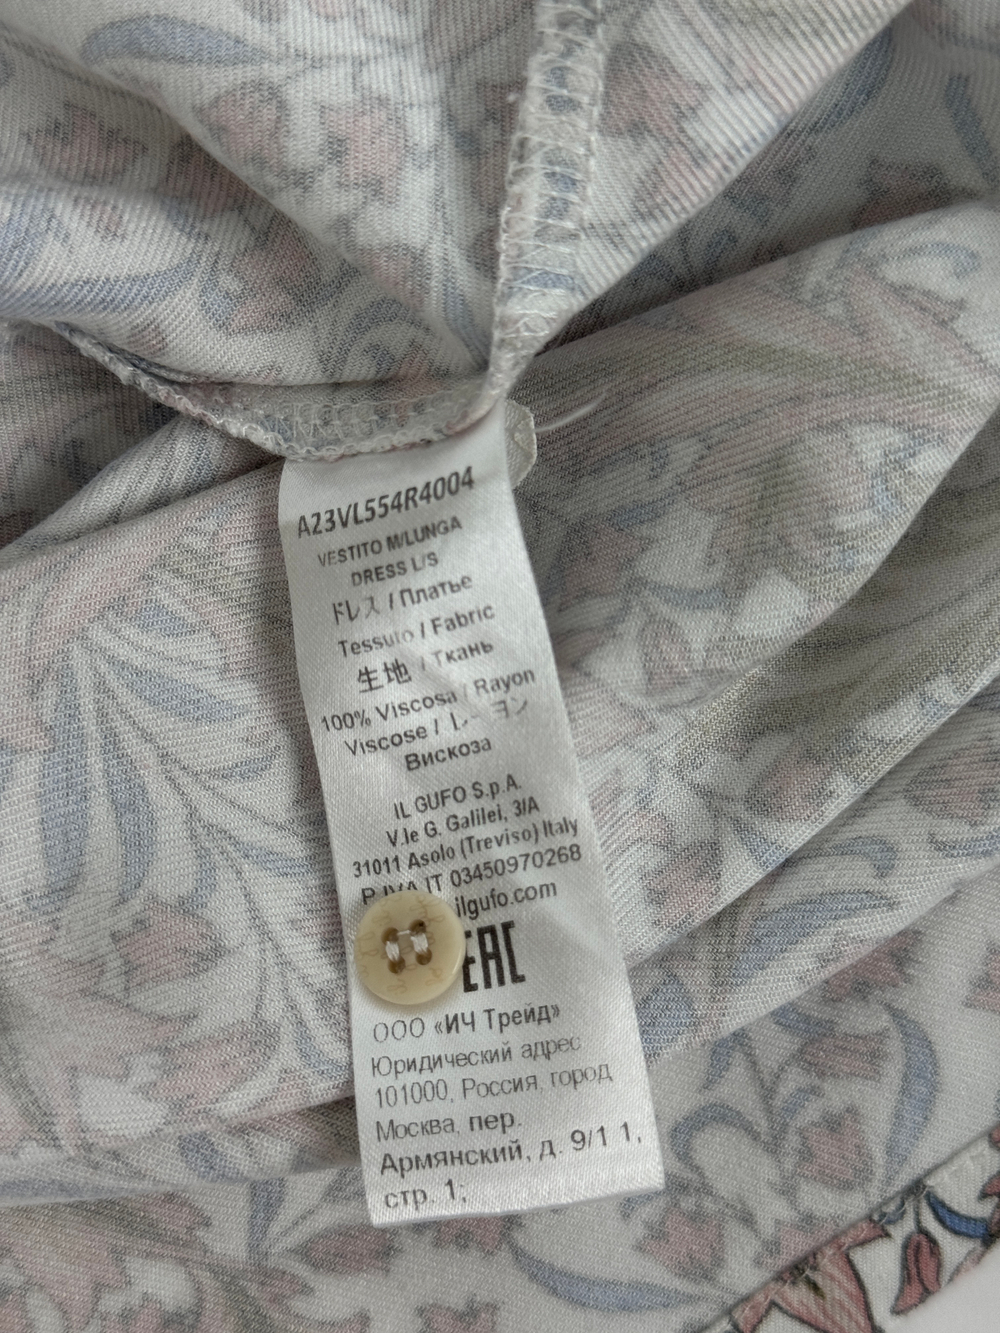 A23VL554R4004
VESTITO M/LUNGA
DRESS L/S
ドレス / Платье
Tessuto / Fabric
生地 / Ткань
100% Viscosa / Rayon
Viscose / レーヨン
Вискоза
IL GUFO S.p.A.
V.le G. Galilei, 3/A
31011 Asolo (Treviso) Italy
P.IVA IT 03450970268
ilgufo.com
EAC
ООО «ИЧ Трейд»
Юридический адрес
101000, Россия, город
Москва, пер.
Армянский, д. 9/1 1,
стр. 1;